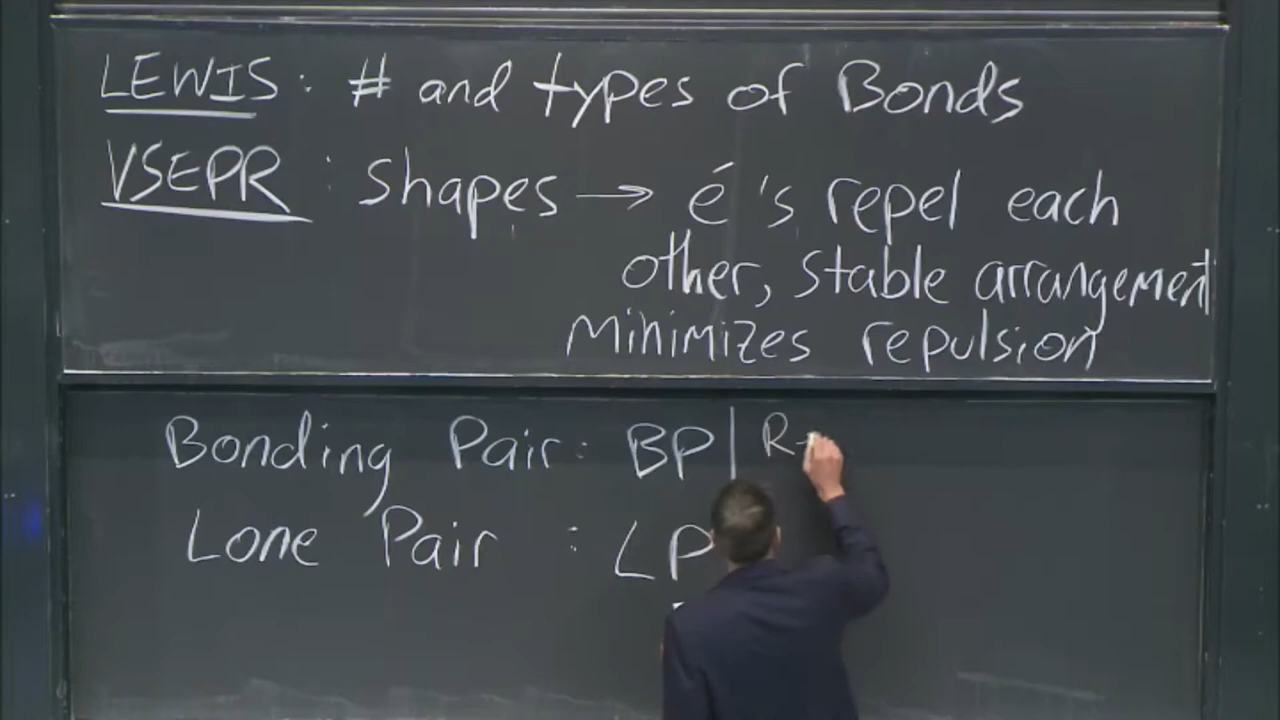 LEWIS: # and types of Bonds
VSEPR: shapes → é's repel each
other, stable arrangement
minimizes repulsion
Bonding Pair: BP | R-
Lone Pair: LP